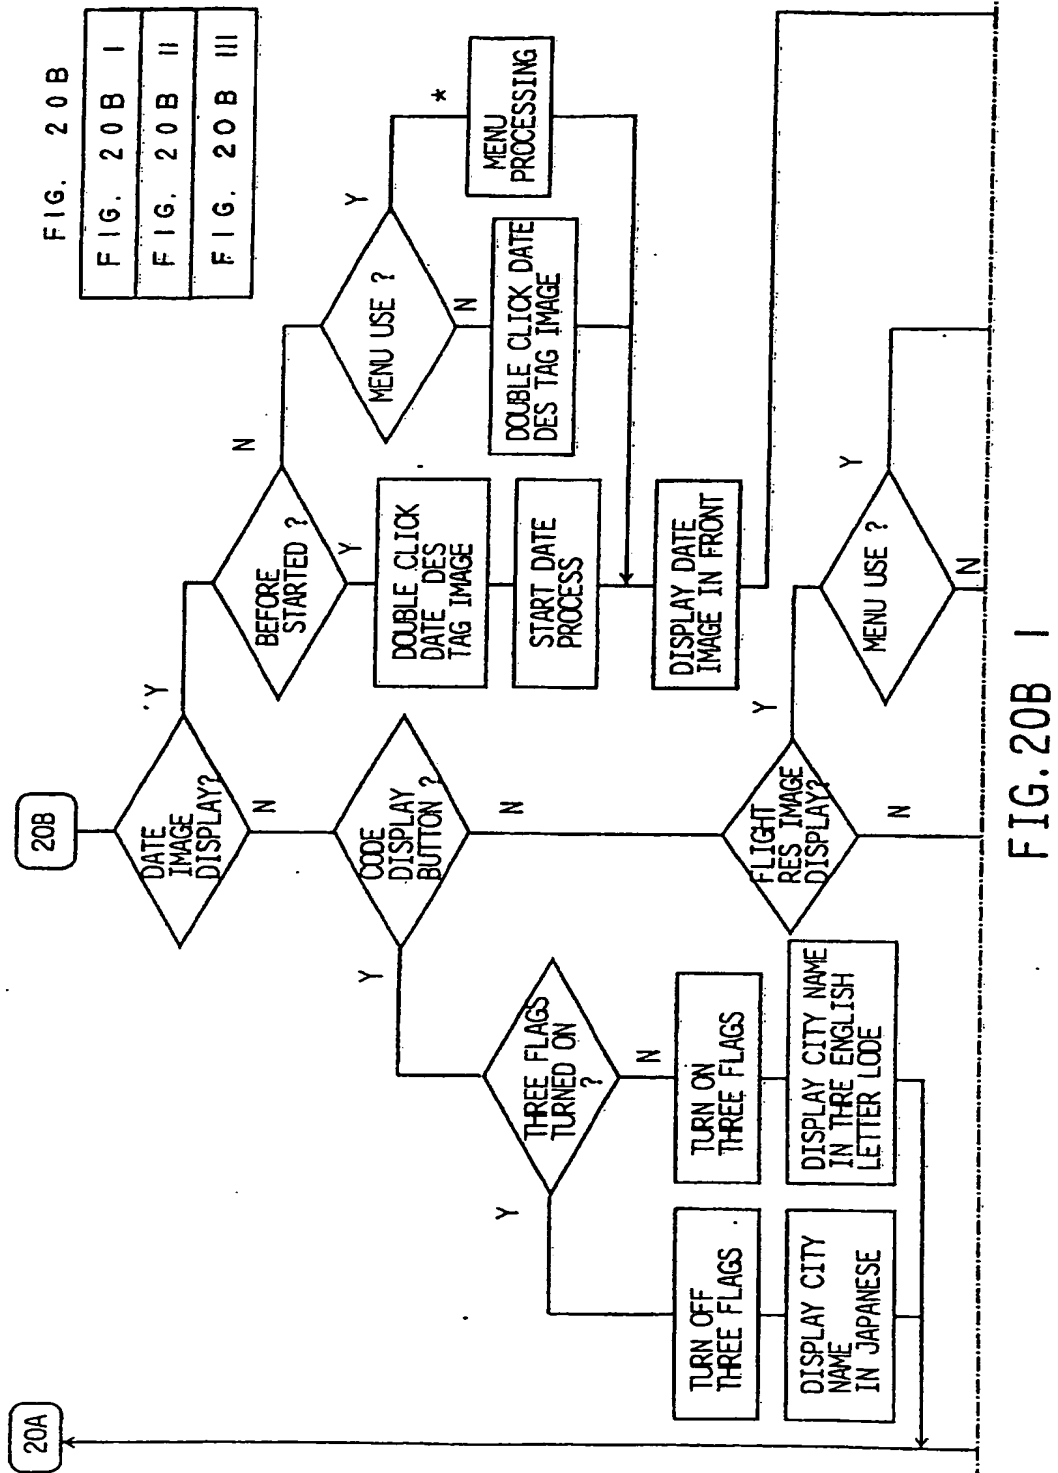 FIG. 20B
FIG. 20B I
FIG. 20B II
FIG. 20B III
20A
20B
DATE
IMAGE
DISPLAY?
Y
N
BEFORE
STARTED ?
N
Y
MENU USE ?
Y
N
*
MENU
PROCESSING
DOUBLE CLICK DATE
DES TAG IMAGE
DOUBLE CLICK
DATE DES
TAG IMAGE
START DATE
PROCESS
DISPLAY DATE
IMAGE IN FRONT
CODE
DISPLAY
BUTTON ?
Y
N
THREE FLAGS
TURNED ON
?
Y
N
TURN OFF
THREE FLAGS
TURN ON
THREE FLAGS
DISPLAY CITY
NAME
IN JAPANESE
DISPLAY CITY NAME
IN THRE ENGLISH
LETTER LODE
FLIGHT
RES IMAGE
DISPLAY?
Y
N
MENU USE ?
Y
N
FIG. 20B I